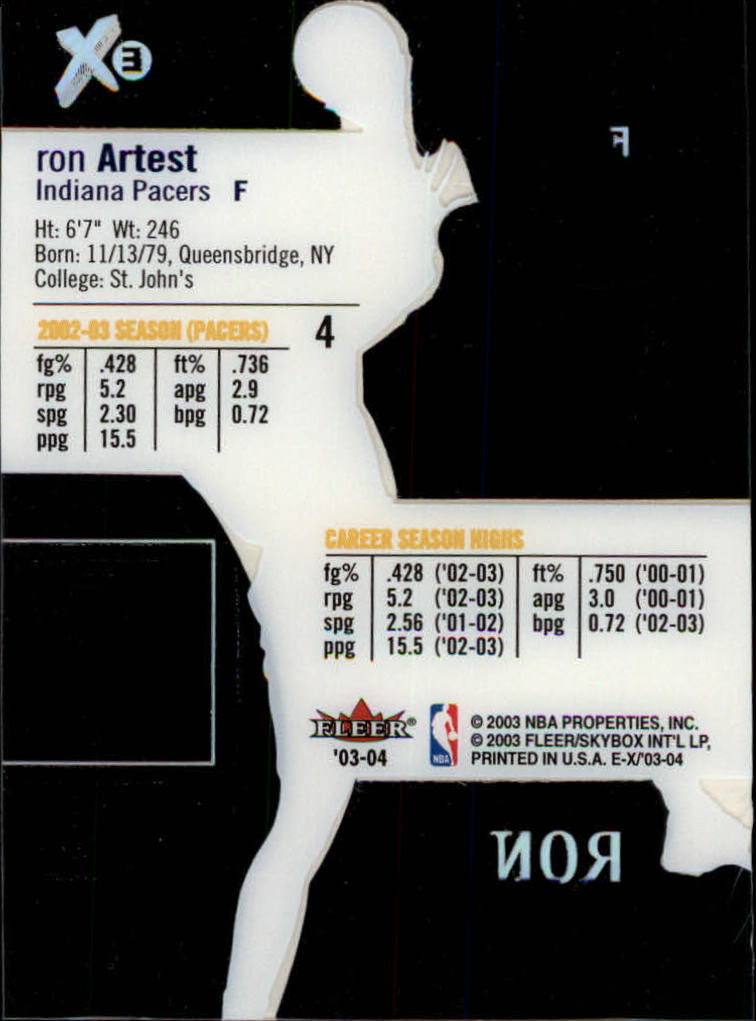 X E
F
ron Artest
Indiana Pacers F
Ht: 6'7" Wt: 246
Born: 11/13/79, Queensbridge, NY
College: St. John's
2002-03 SEASON (PACERS) 4
fg% .428 ft% .736
rpg 5.2 apg 2.9
spg 2.30 bpg 0.72
ppg 15.5
CAREER SEASON HIGHS
fg% .428 ('02-03) ft% .750 ('00-01)
rpg 5.2 ('02-03) apg 3.0 ('00-01)
spg 2.56 ('01-02) bpg 0.72 ('02-03)
ppg 15.5 ('02-03)
FLEER®
'03-04
NBA
© 2003 NBA PROPERTIES, INC.
© 2003 FLEER/SKYBOX INT'L LP,
PRINTED IN U.S.A. E-X/'03-04
RON